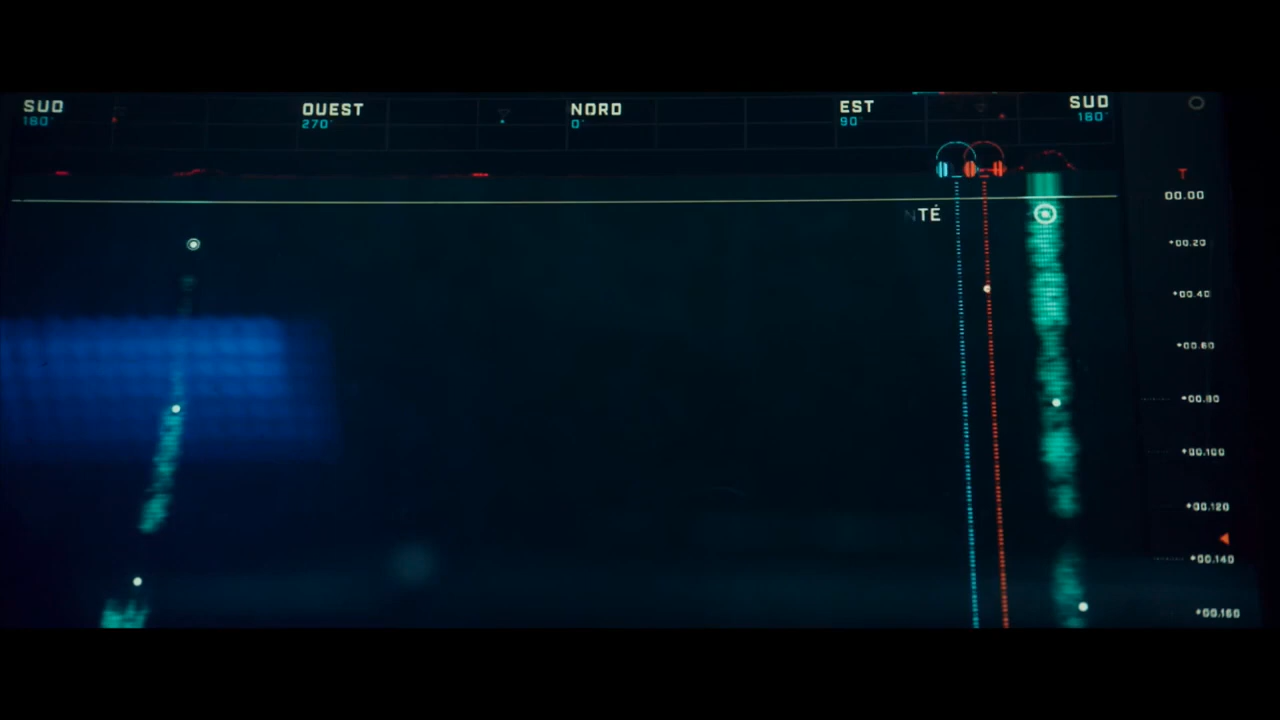 SUD OUEST NORD EST SUD
180° 270° 0° 90° 180°
T
00.00
TÉ
+00.20
+00.40
+00.60
+00.80
+00.100
+00.120
+00.140
+00.160